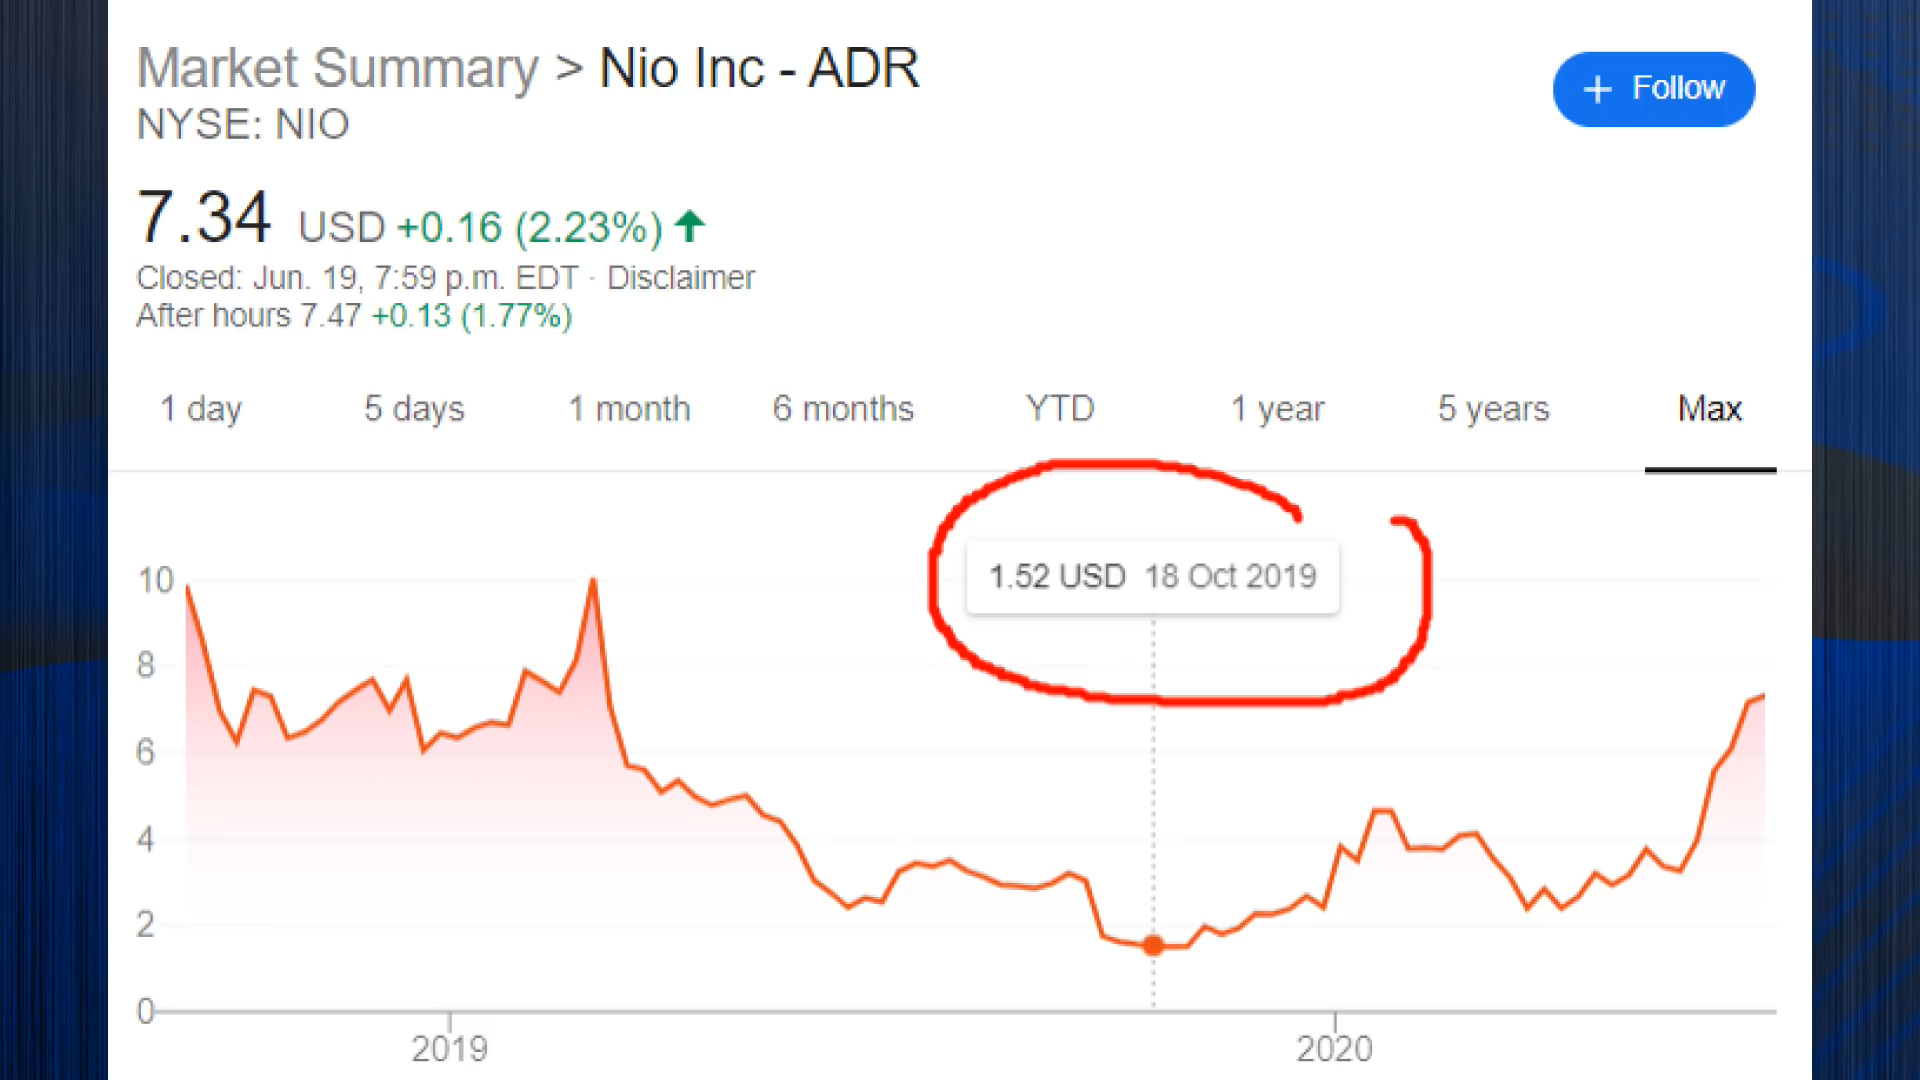 Market Summary > Nio Inc - ADR
NYSE: NIO
+ Follow
7.34 USD +0.16 (2.23%)
Closed: Jun. 19, 7:59 p.m. EDT · Disclaimer
After hours 7.47 +0.13 (1.77%)
1 day 5 days 1 month 6 months YTD 1 year 5 years Max
1.52 USD 18 Oct 2019
10
8
6
4
2
0
2019 2020